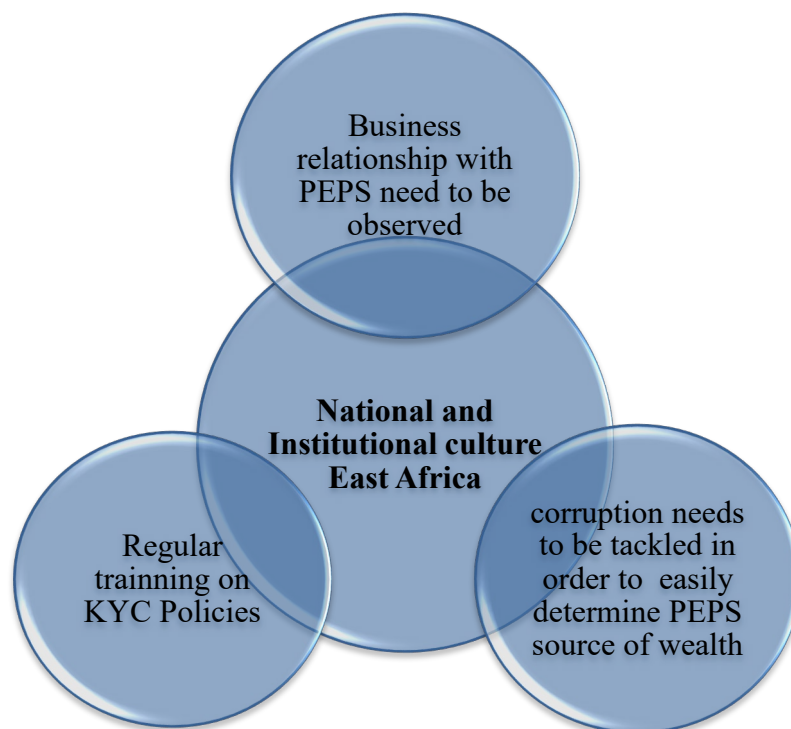 Business
relationship with
PEPS need to be
observed
National and
Institutional culture
East Africa
Regular
trainning on
KYC Policies
corruption needs
to be tackled in
order to  easily
determine PEPS
source of wealth